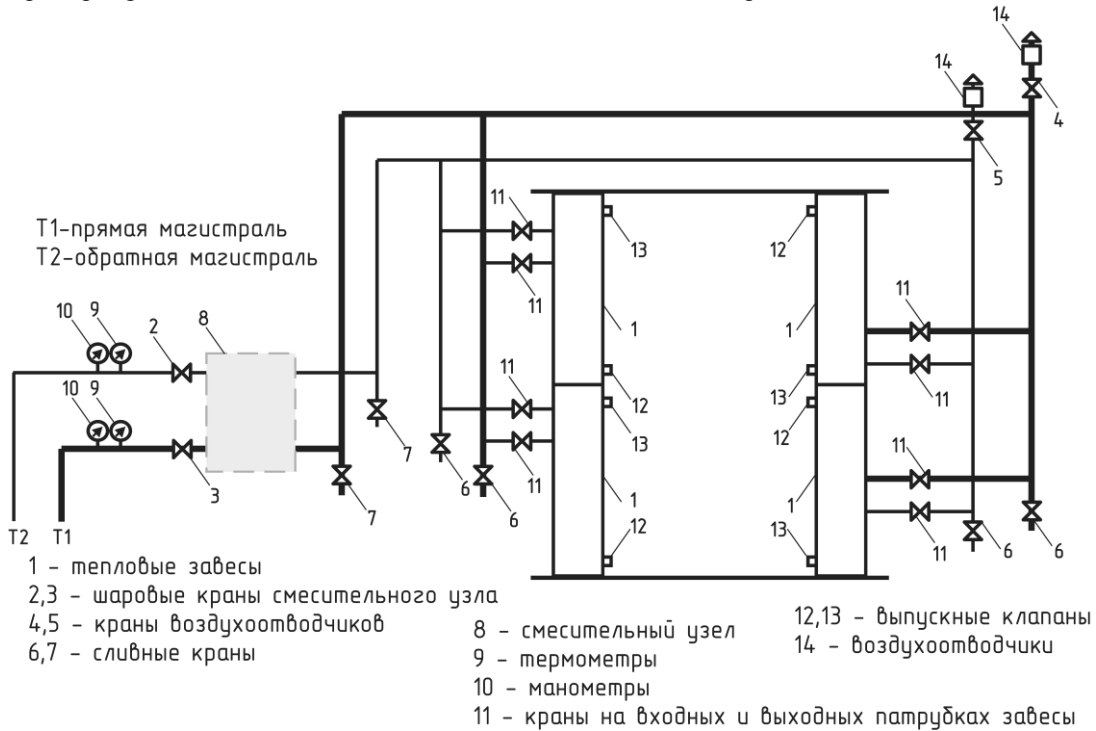 14
14
4
5
11
11
13
12
11
1
1
11
12
13
13
12
11
11
11
1
1
11
12
13
6
6
6
6
7
7
Т1-прямая магистраль
Т2-обратная магистраль
10 9 2 8
10 9
3
Т2 Т1
1 - тепловые завесы
2,3 - шаровые краны смесительного узла
4,5 - краны воздухоотводчиков
6,7 - сливные краны
8 - смесительный узел
9 - термометры
10 - манометры
11 - краны на входных и выходных патрубках завесы
12,13 - выпускные клапаны
14 - воздухоотводчики